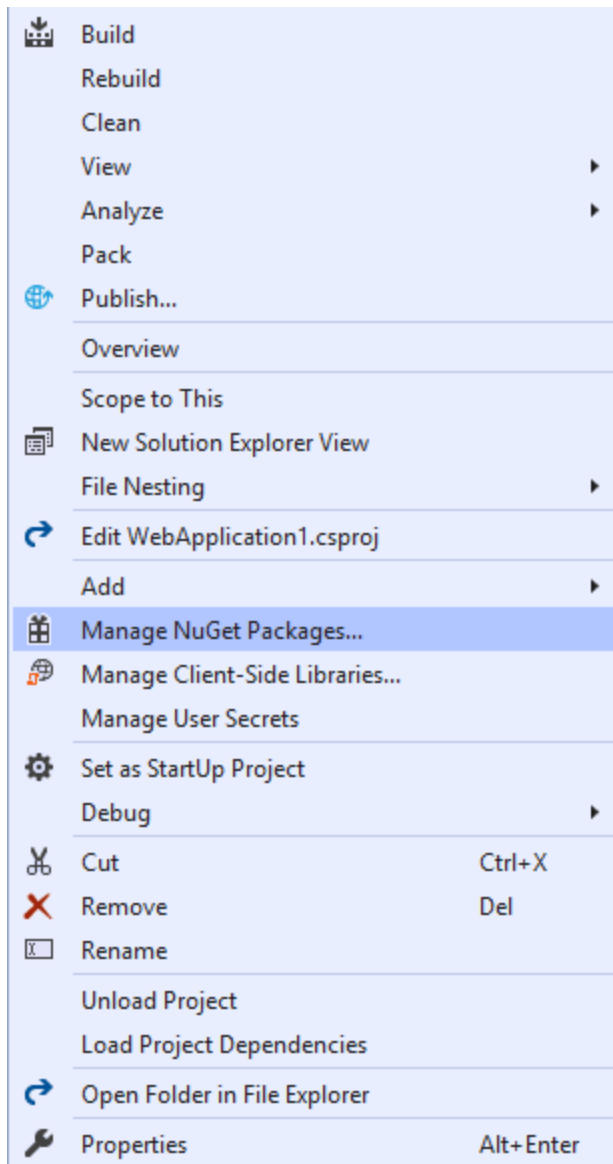 Build
Rebuild
Clean
View
Analyze
Pack
Publish...
Overview
Scope to This
New Solution Explorer View
File Nesting
Edit WebApplication1.csproj
Add
Manage NuGet Packages...
Manage Client-Side Libraries...
Manage User Secrets
Set as StartUp Project
Debug
Cut Ctrl+X
Remove Del
Rename
Unload Project
Load Project Dependencies
Open Folder in File Explorer
Properties Alt+Enter